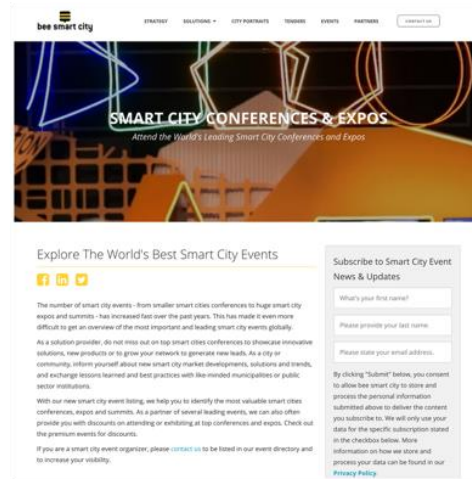 bee smart city
STRATEGY SOLUTIONS CITY PORTRAITS TENDERS EVENTS PARTNERS CONTACT US
SMART CITY CONFERENCES & EXPOS
Attend the World's Leading Smart City Conferences and Expos
Explore The World's Best Smart City Events
The number of smart city events - from smaller smart cities conferences to huge smart city
expos and summits - has increased fast over the past years. This has made it even more
difficult to get an overview of the most important and leading smart city events globally.
As a solution provider, do not miss out on top smart cities conferences to showcase innovative
solutions, new products or to grow your network to generate new leads. As a city or
community, inform yourself about new smart city market developments, solutions and trends,
and exchange lessons learned and best practices with like-minded municipalities or public
sector institutions.
With our new smart city event listing, we help you to identify the most valuable smart cities
conferences, expos and summits. As a partner of several leading events, we can also often
provide you with discounts on attending or exhibiting at top conferences and expos. Check out
the premium events for discounts.
If you are a smart city event organizer, please contact us to be listed in our event directory and
to increase your visibility.
Subscribe to Smart City Event
News & Updates
What's your first name?
Please provide your last name.
Please state your email address.
By clicking "Submit" below, you consent
to allow bee smart city to store and
process the personal information
submitted above to deliver the content
you subscribe to. We will only use your
data for the specific subscription stated
in the checkbox below. More
information on how we store and
process your data can be found in our
Privacy Policy.